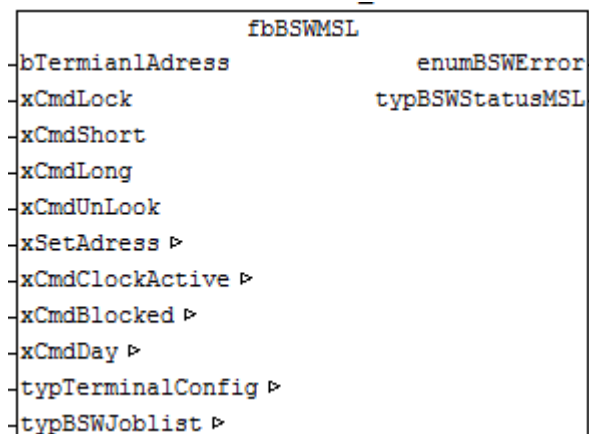 fbBSWMSL
bTermianlAdress enumBSWError
xCmdLock typBSWStatusMSL
xCmdShort
xCmdLong
xCmdUnLook
xSetAdress
xCmdClockActive
xCmdBlocked
xCmdDay
typTerminalConfig
typBSWJoblist